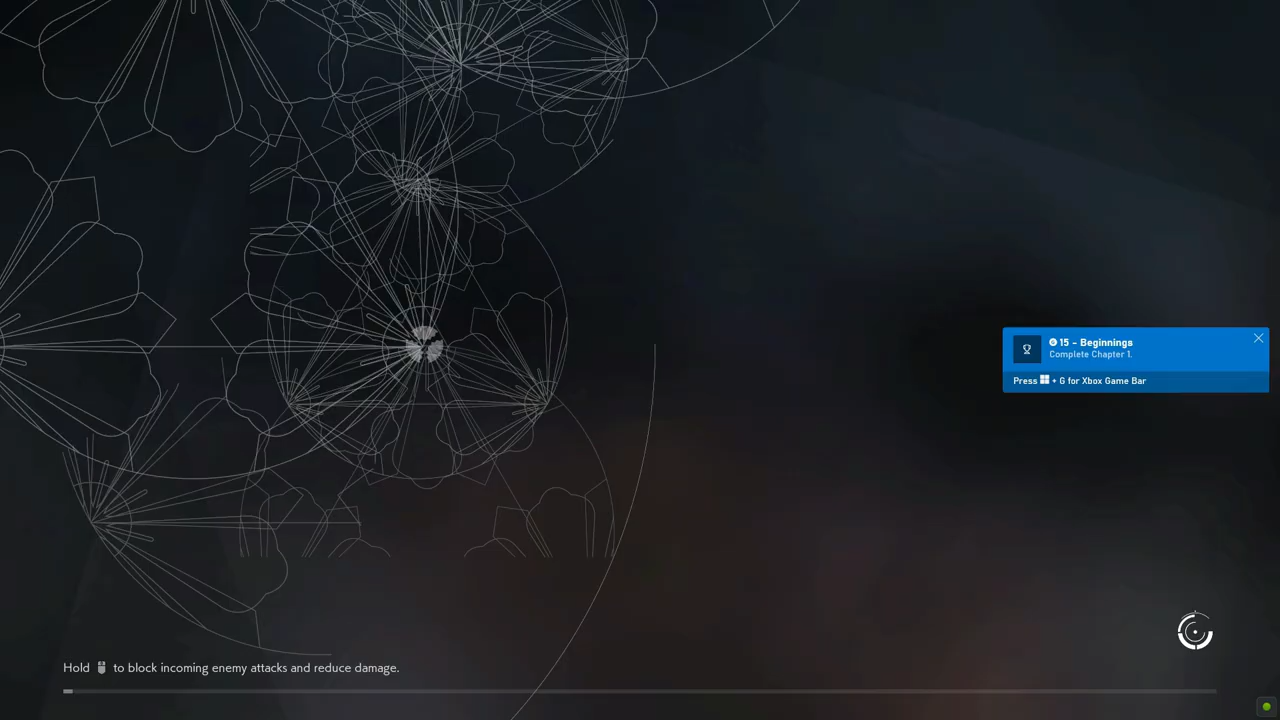 15 - Beginnings
Complete Chapter 1.
Press + G for Xbox Game Bar
Hold to block incoming enemy attacks and reduce damage.